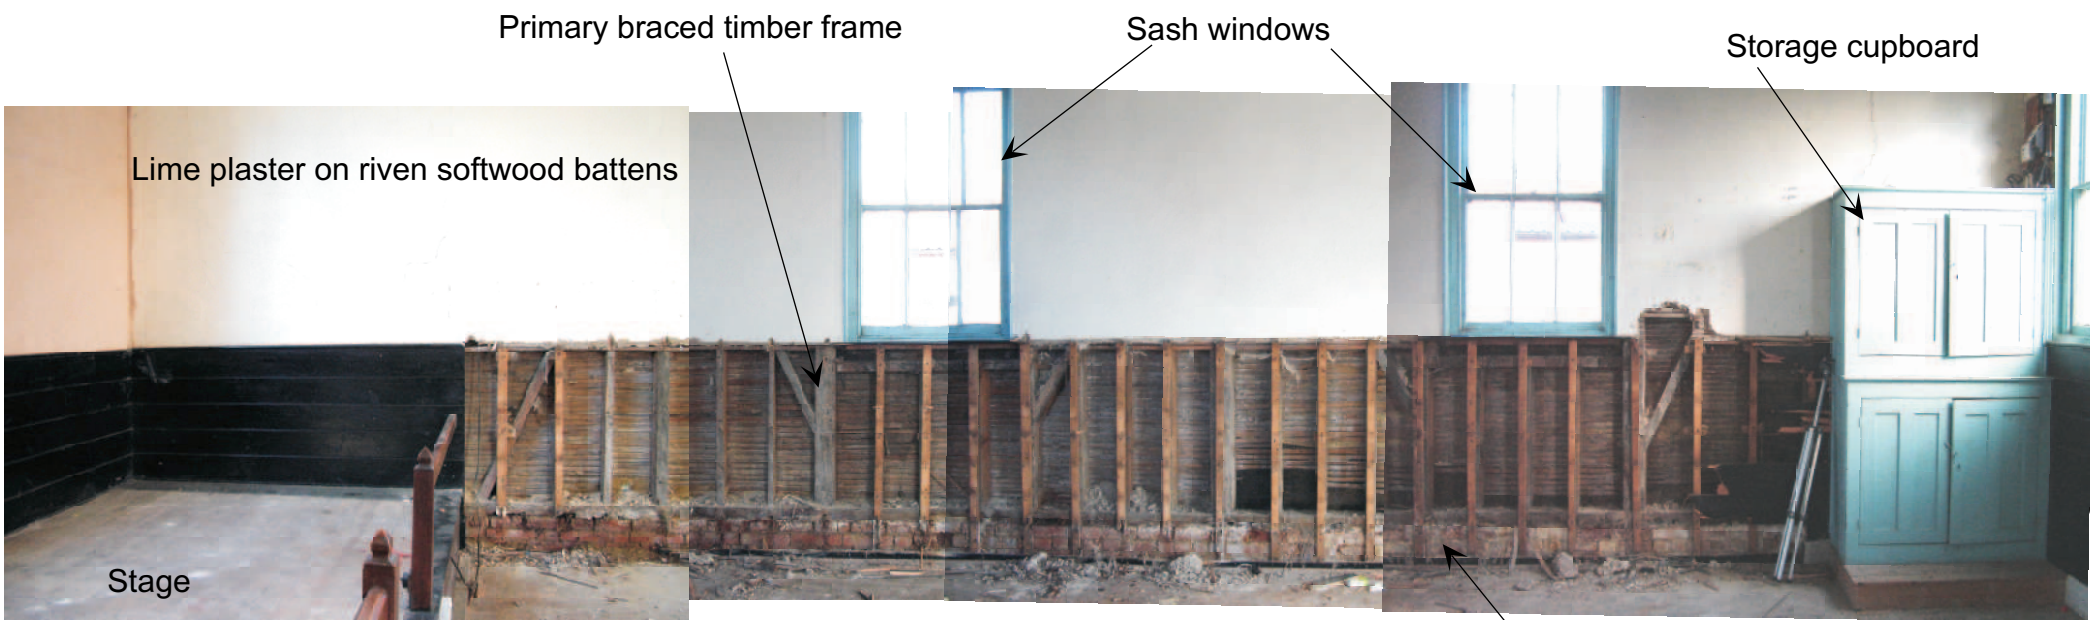 Primary braced timber frame
Sash windows
Storage cupboard
Lime plaster on riven softwood battens
Stage